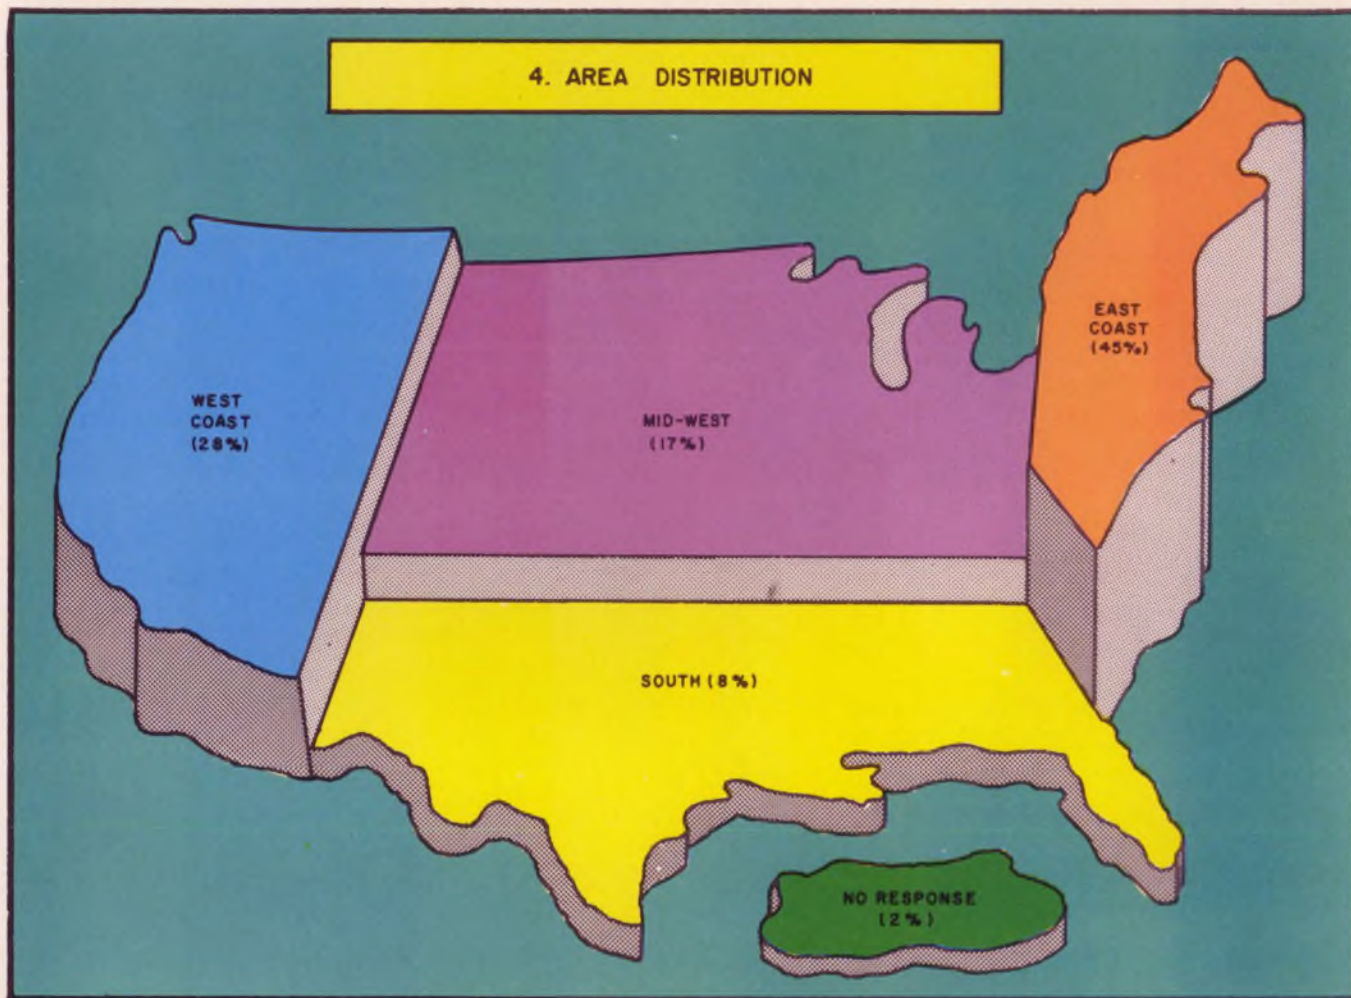 4. AREA DISTRIBUTION
WEST
COAST
(28%)
MID-WEST
(17%)
EAST
COAST
(45%)
SOUTH (8%)
NO RESPONSE
(2%)